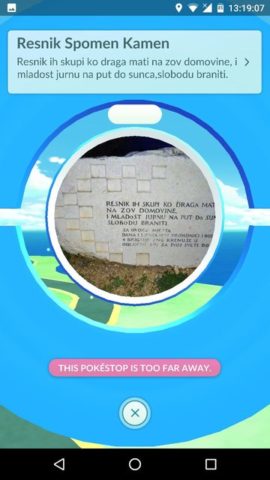 13:19:07
Resnik Spomen Kamen
Resnik ih skupi ko draga mati na zov domovine, i
mladost jurnu na put do sunca,slobodu braniti.
RESNIK IH SKUPI KO DRAGA MAT
NA ZOV DOMOVINE,
I MLADOST JURNU NA PUT DO SUN
SLOBODU BRANITI.
THIS POKÉSTOP IS TOO FAR AWAY.